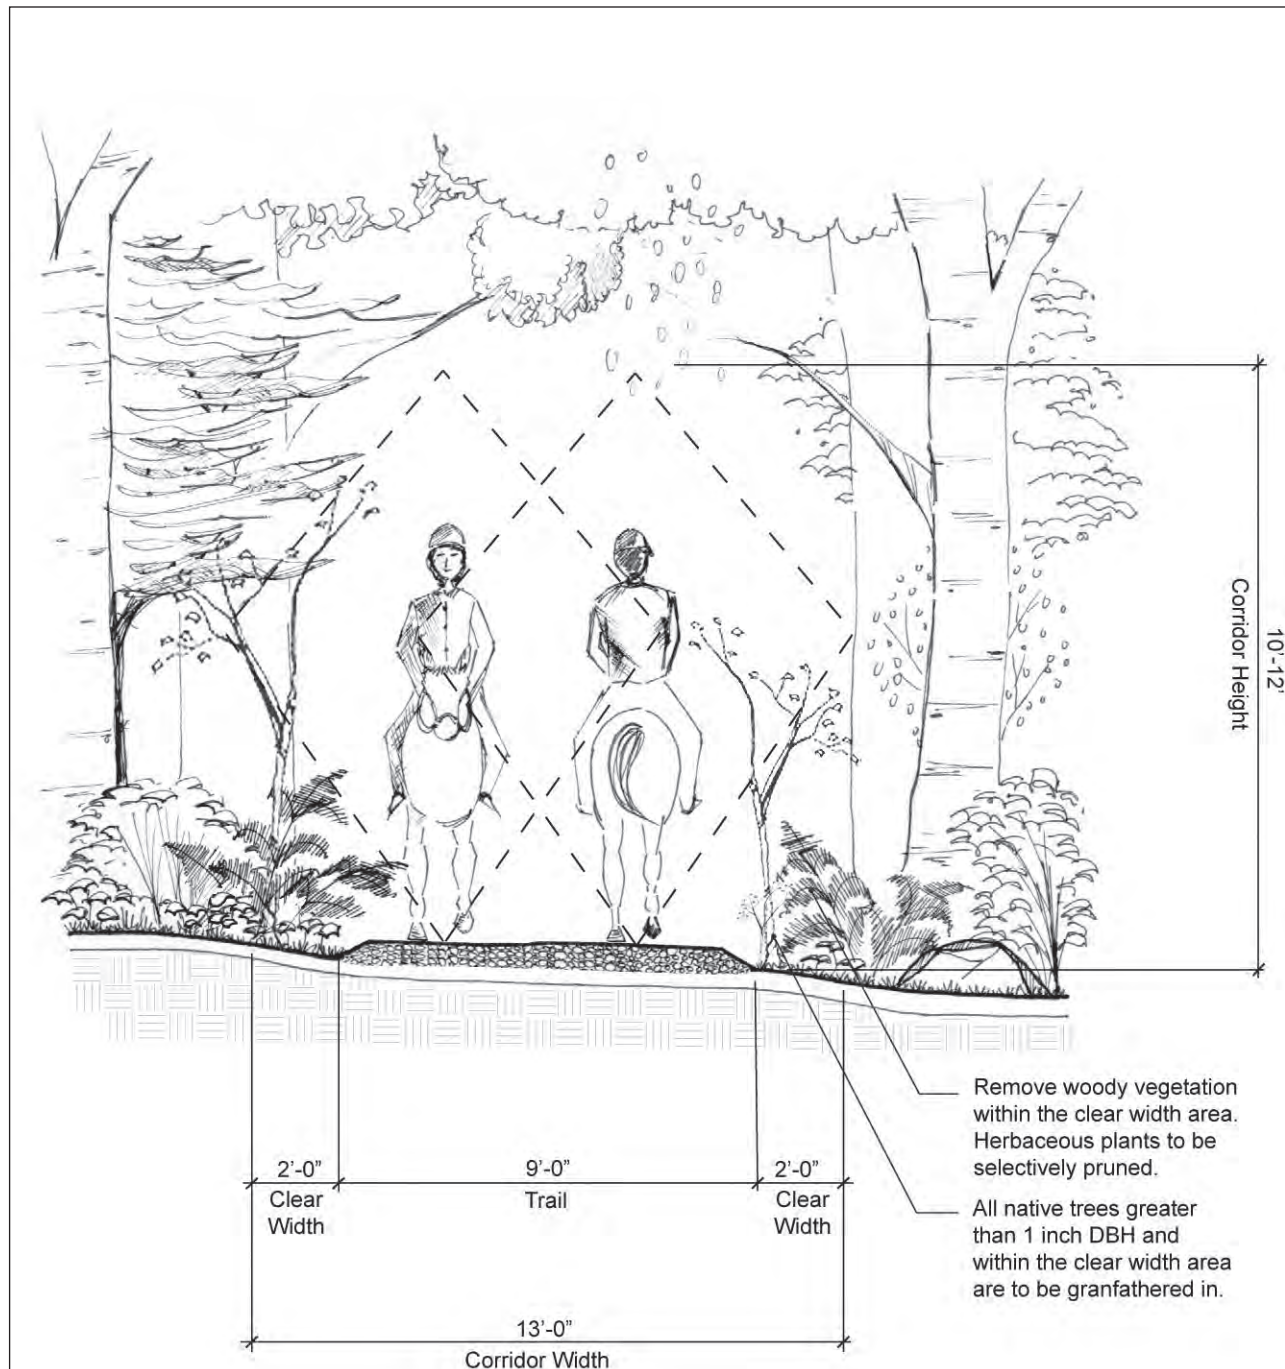 10'-12'
Corridor Height
Remove woody vegetation
within the clear width area.
Herbaceous plants to be
selectively pruned.
All native trees greater
than 1 inch DBH and
within the clear width area
are to be granfathered in.
2'-0"
Clear
Width
9'-0"
Trail
2'-0"
Clear
Width
13'-0"
Corridor Width